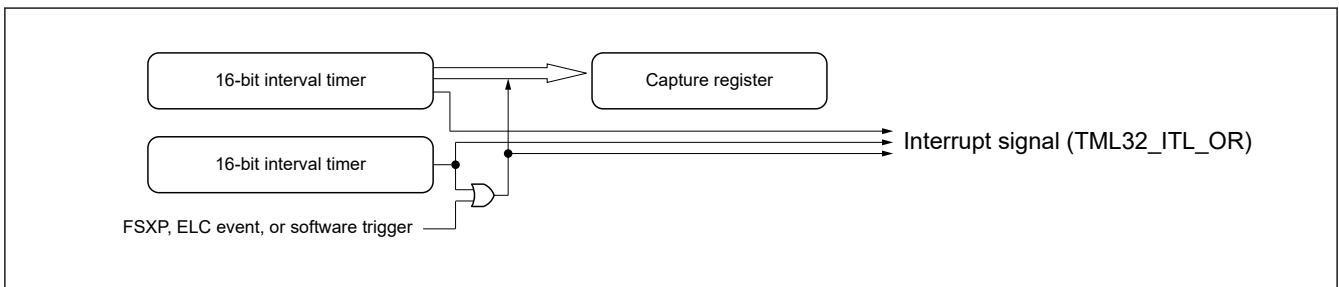 16-bit interval timer
Capture register
Interrupt signal (TML32_ITL_OR)
16-bit interval timer
FSXP, ELC event, or software trigger